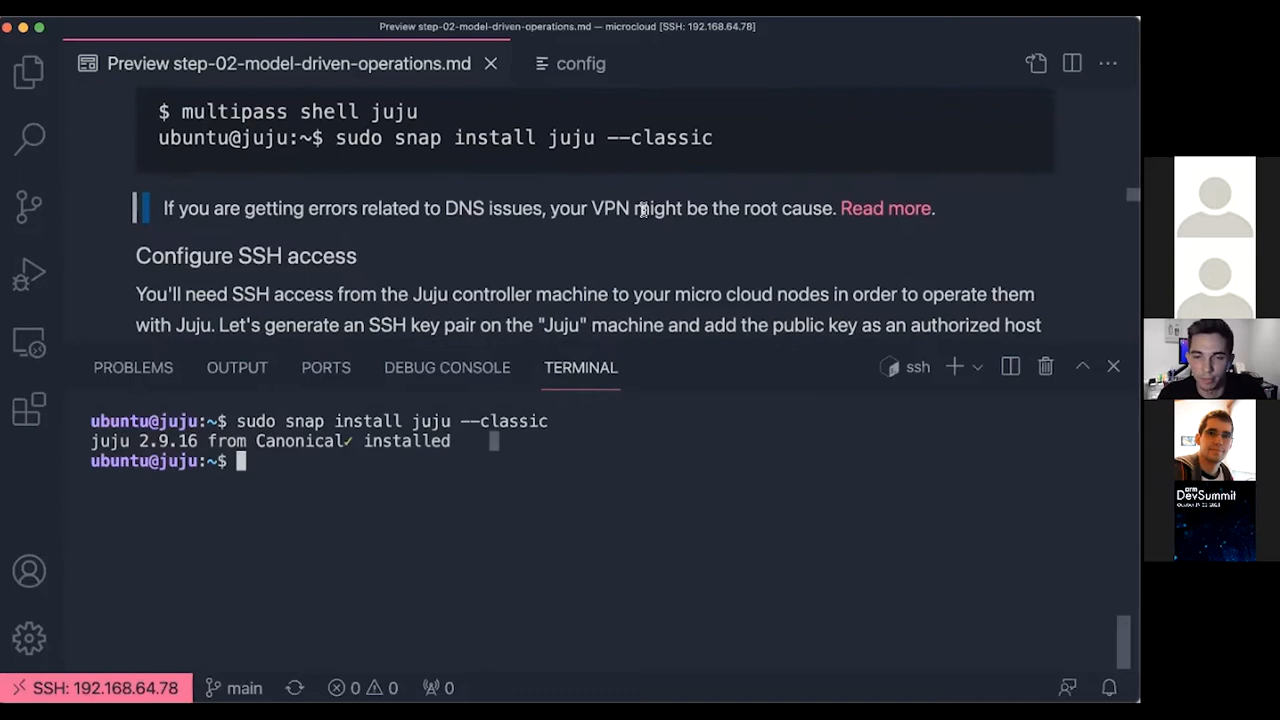 Preview step-02-model-driven-operations.md — microcloud [SSH: 192.168.64.78]
Preview step-02-model-driven-operations.md
config
$ multipass shell juju
ubuntu@juju:~$ sudo snap install juju --classic
If you are getting errors related to DNS issues, your VPN might be the root cause. Read more.
Configure SSH access
You'll need SSH access from the Juju controller machine to your micro cloud nodes in order to operate them
with Juju. Let's generate an SSH key pair on the "Juju" machine and add the public key as an authorized host
PROBLEMS OUTPUT PORTS DEBUG CONSOLE TERMINAL
ssh
ubuntu@juju:~$ sudo snap install juju --classic
juju 2.9.16 from Canonical✓ installed
ubuntu@juju:~$
arm
DevSummit
SSH: 192.168.64.78 main 0 0 0